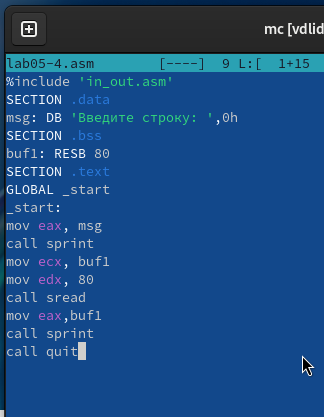 mc [vdlid
lab05-4.asm [----] 9 L:[ 1+15
%include 'in_out.asm'
SECTION .data
msg: DB 'Введите строку: ',0h
SECTION .bss
buf1: RESB 80
SECTION .text
GLOBAL _start
_start:
mov eax, msg
call sprint
mov ecx, buf1
mov edx, 80
call sread
mov eax,buf1
call sprint
call quit